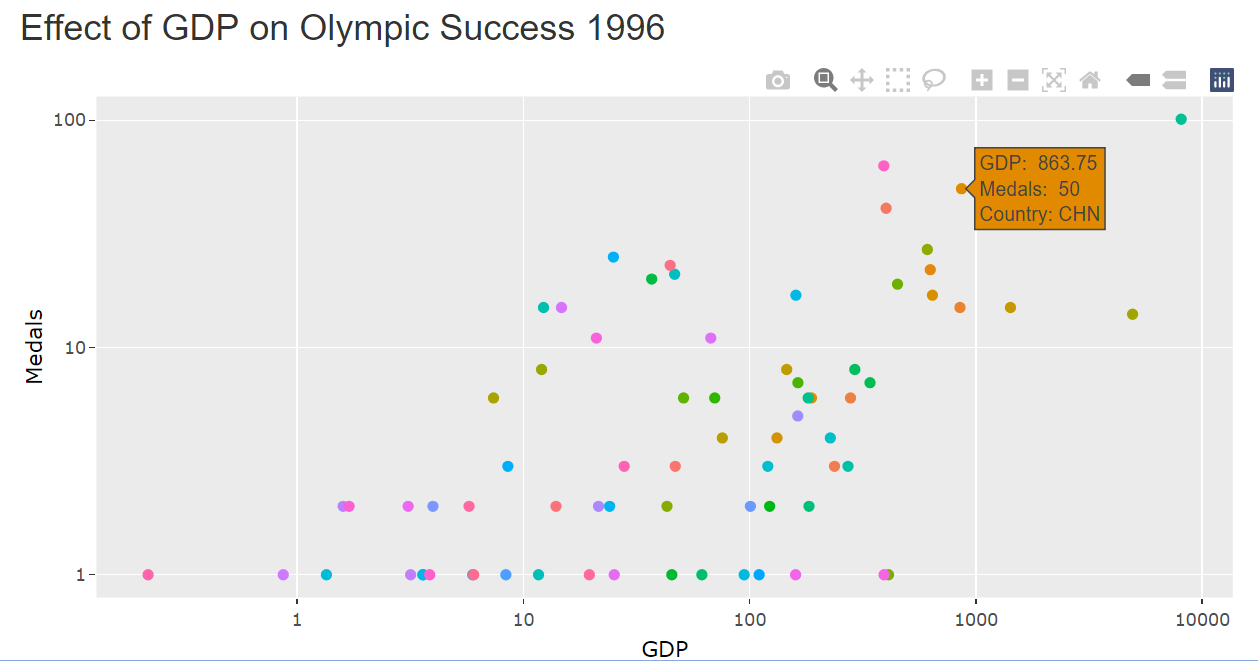 Effect of GDP on Olympic Success 1996
100
GDP: 863.75
Medals: 50
Country: CHN
Medals
10
1
1
10
100
1000
10000
GDP